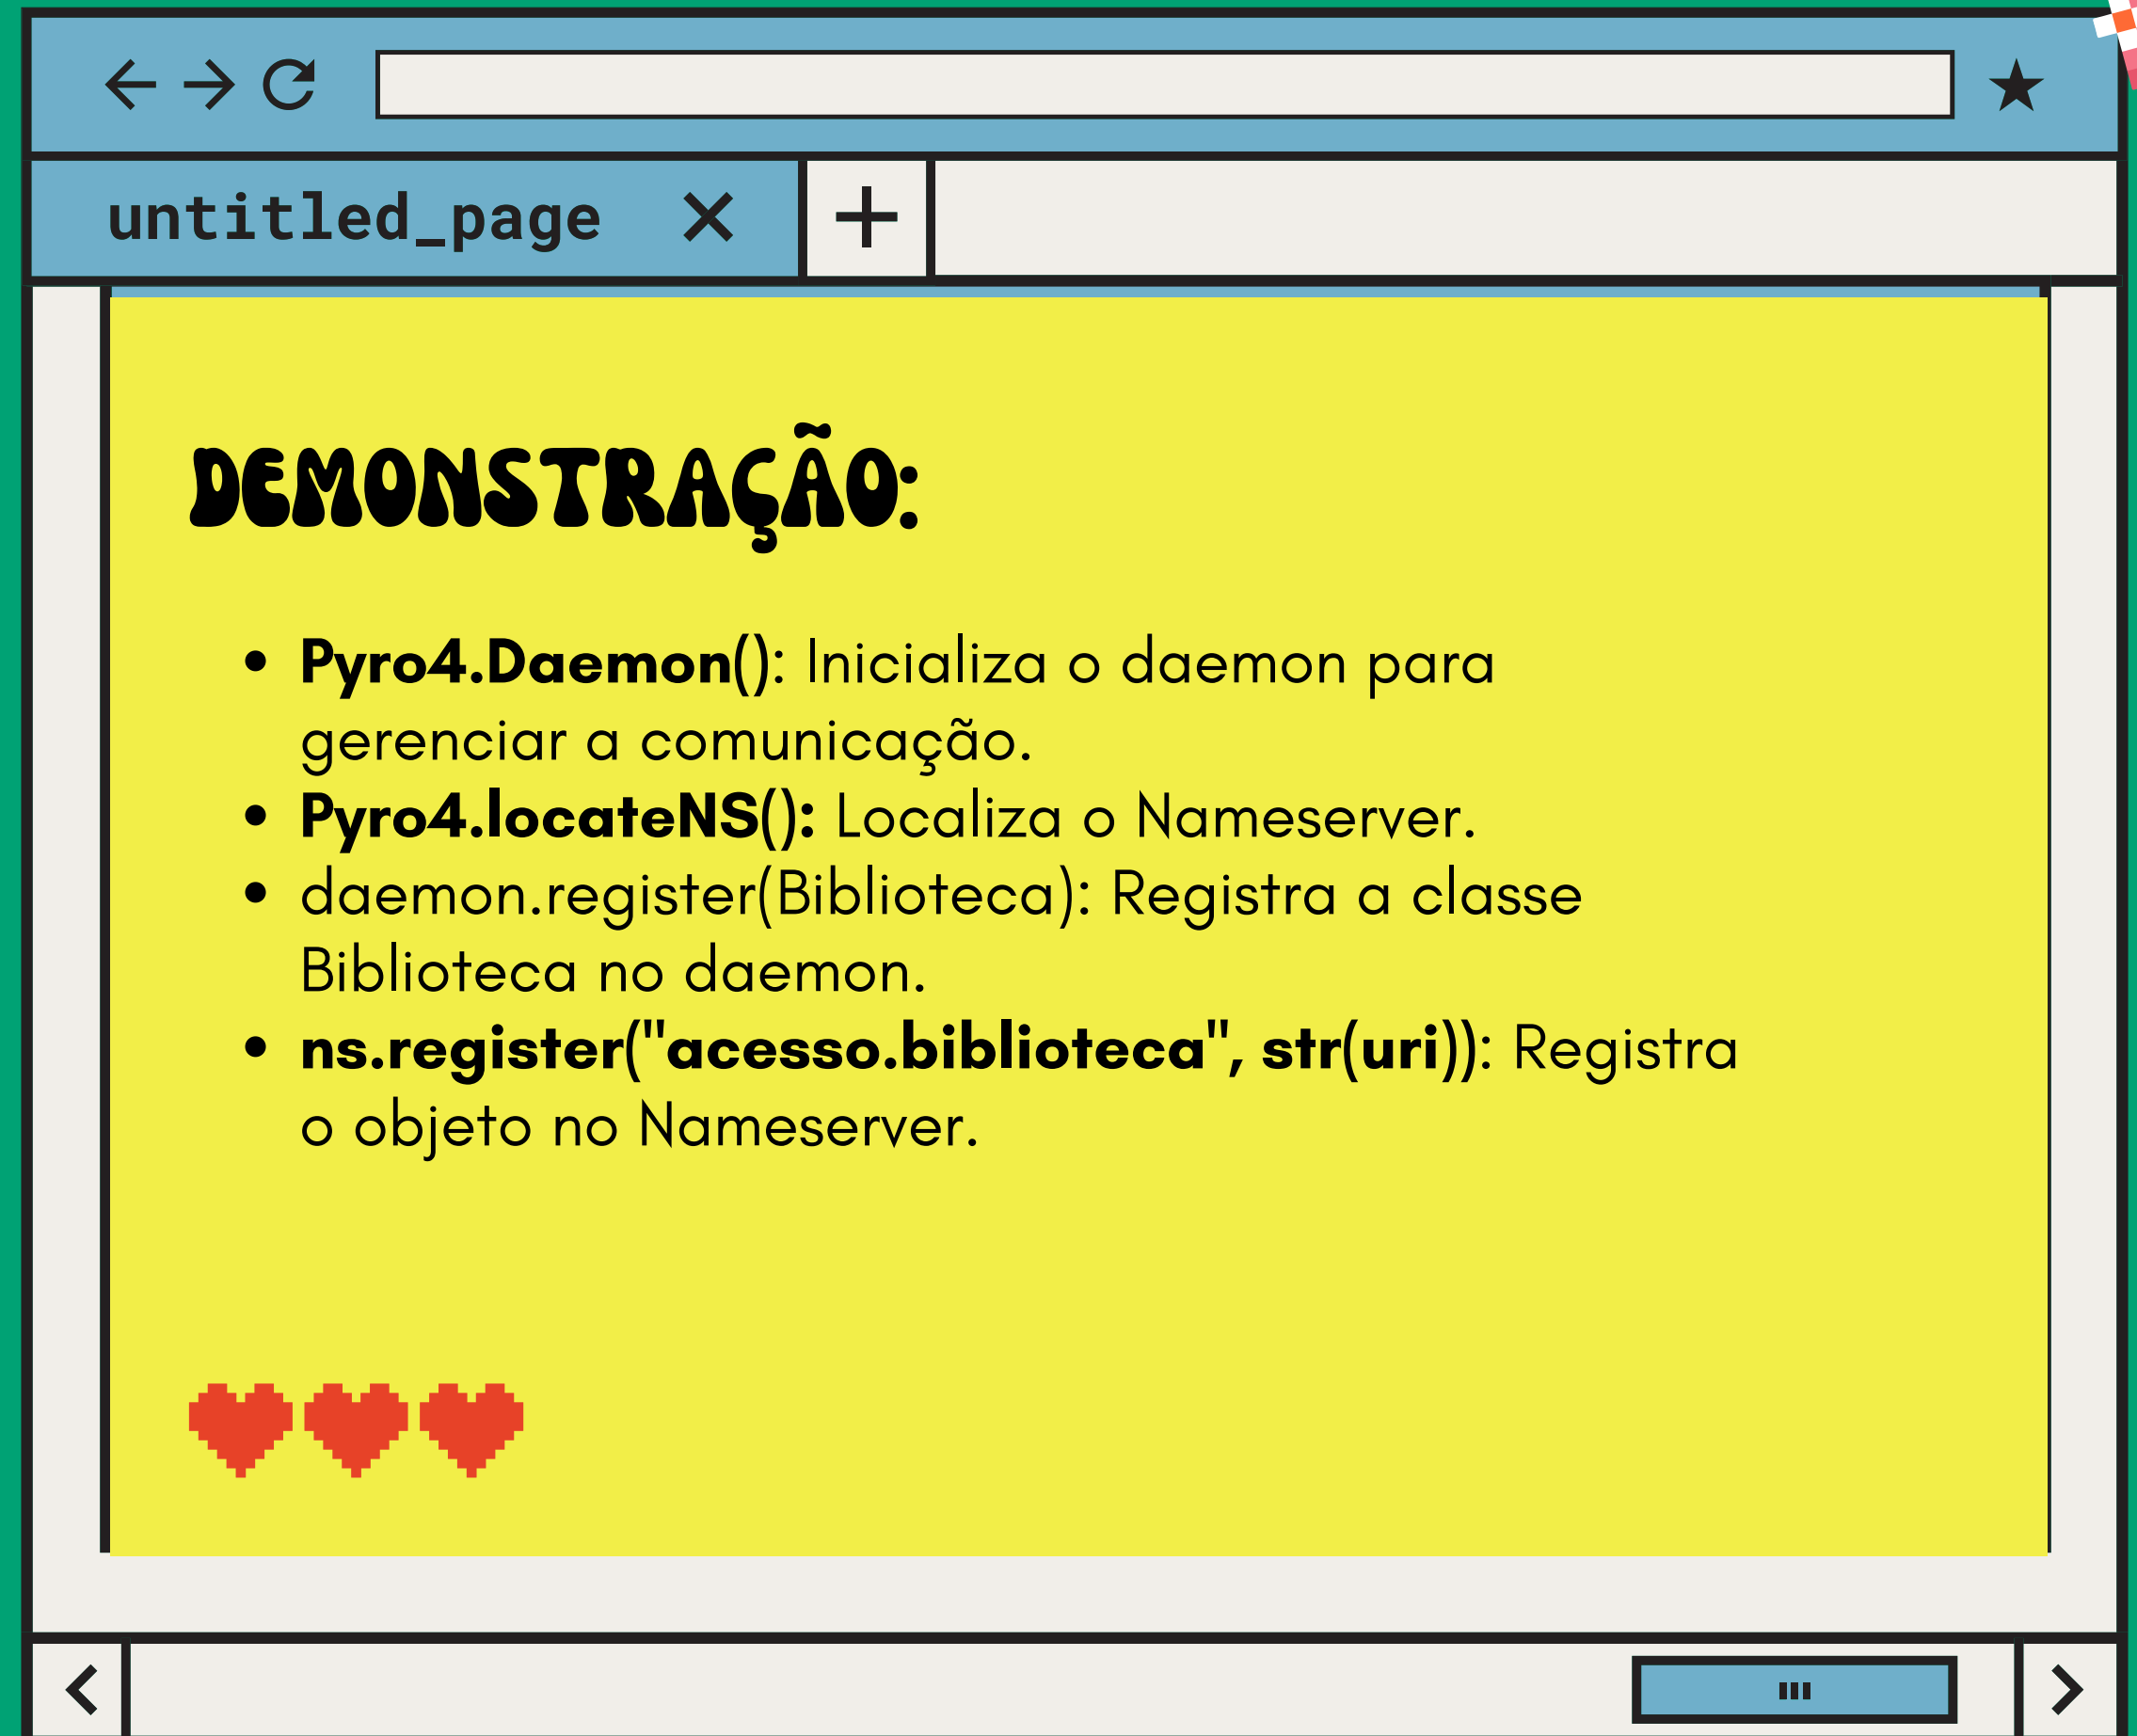 untitled_page
DEMONSTRAÇÃO:
• Pyro4.Daemon(): Inicializa o daemon para
gerenciar a comunicação.
• Pyro4.locateNS(): Localiza o Nameserver.
• daemon.register(Biblioteca): Registra a classe
Biblioteca no daemon.
• ns.register("acesso.biblioteca", str(uri)): Registra
o objeto no Nameserver.